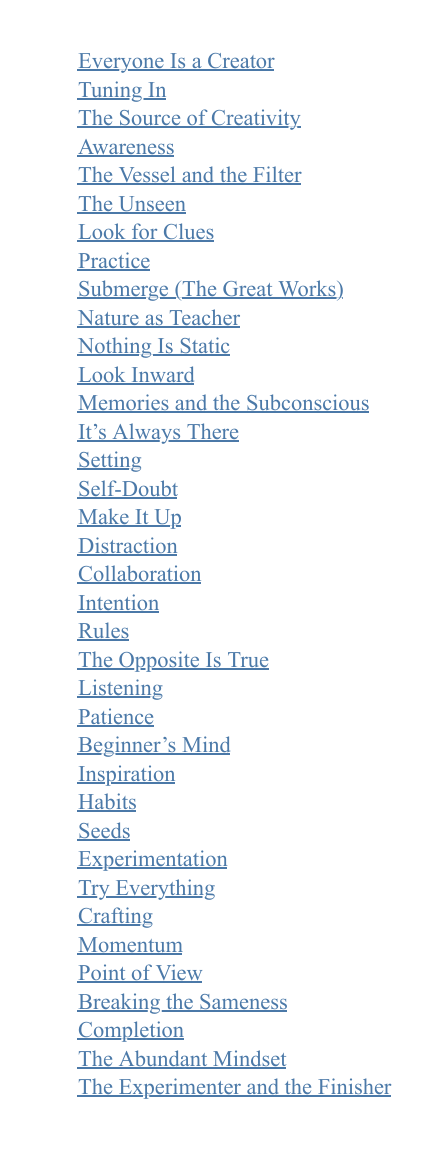 Everyone Is a Creator
Tuning In
The Source of Creativity
Awareness
The Vessel and the Filter
The Unseen
Look for Clues
Practice
Submerge (The Great Works)
Nature as Teacher
Nothing Is Static
Look Inward
Memories and the Subconscious
It’s Always There
Setting
Self-Doubt
Make It Up
Distraction
Collaboration
Intention
Rules
The Opposite Is True
Listening
Patience
Beginner’s Mind
Inspiration
Habits
Seeds
Experimentation
Try Everything
Crafting
Momentum
Point of View
Breaking the Sameness
Completion
The Abundant Mindset
The Experimenter and the Finisher